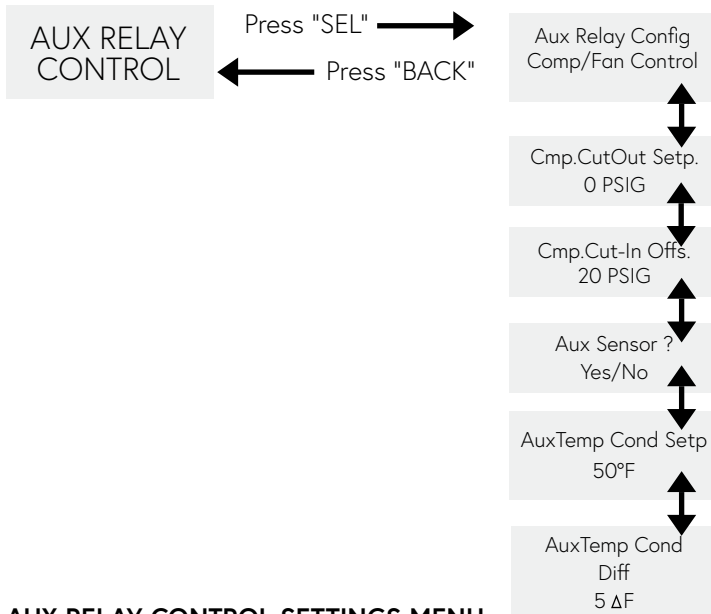 AUX RELAY
CONTROL
Press "SEL"
Press "BACK"
Aux Relay Config
Comp/Fan Control
Cmp.CutOut Setp.
0 PSIG
Cmp.Cut-In Offs.
20 PSIG
Aux Sensor ?
Yes/No
AuxTemp Cond Setp
50°F
AuxTemp Cond
Diff
5 ΔF
AUX RELAY CONTROL SETTINGS MENU